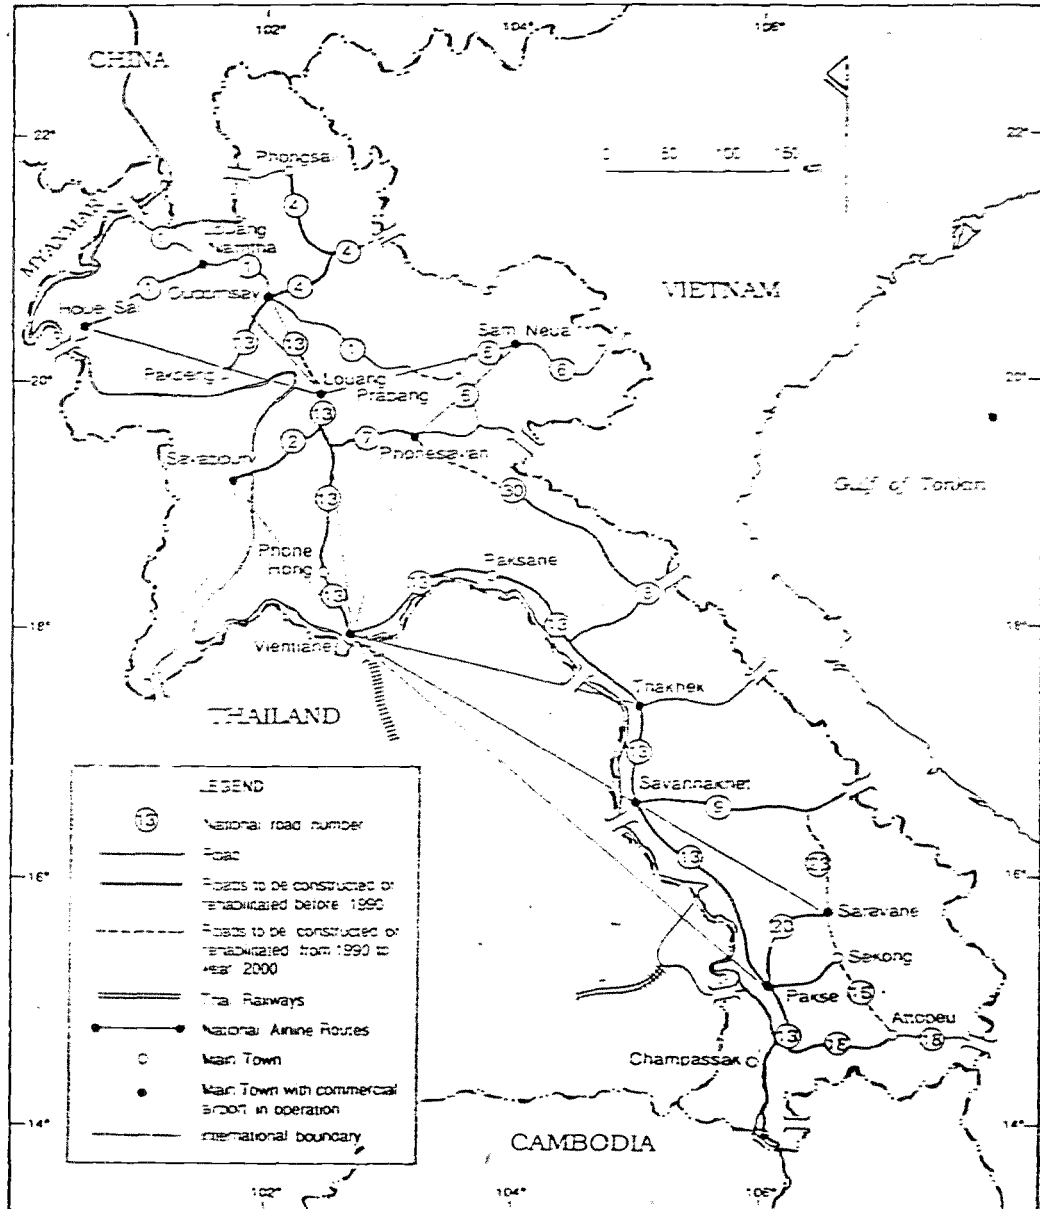 102°
104°
106°
CHINA
22°
22°
Phongsal
0 50 100 150
4
MYANMAR
Louang
Namtha
4
1
1
4
VIETNAM
Houei Sai
Oudomsay
13
13
1
Sam Neua
6
6
Pakbeng
20°
20°
Louang
Prabang
6
13
2
7
Phonesavan
13
30
Gulf of Tonkin
Phone
Hong
Paksane
13
13
8
18°
18°
13
Vientiane
Thakhek
THAILAND
13
Savannakhet
9
LEGEND
13
National road number
Road
Roads to be constructed or
rehabilitated before 1990
Roads to be constructed or
rehabilitated from 1990 to
year 2000
Thai Railways
National Airline Routes
Main Town
Main Town with commercial
airport in operation
International boundary
13
16°
16°
Saravane
20
Sekong
Pakse
16
Attopeu
13
18
18
Champassak
14°
14°
CAMBODIA
102°
104°
106°